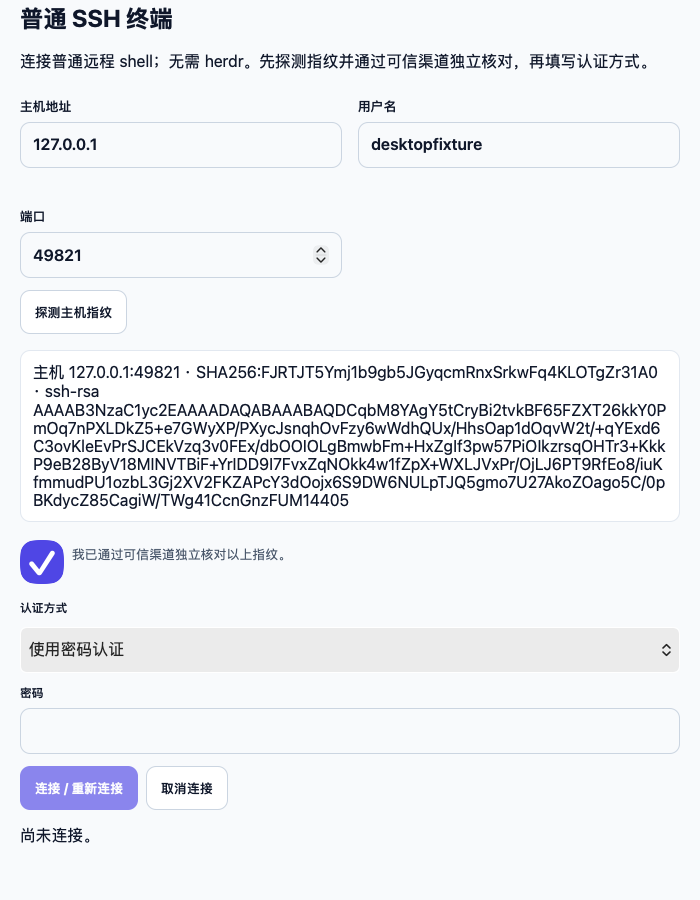 普通 SSH 终端
连接普通远程 shell；无需 herdr。先探测指纹并通过可信渠道独立核对，再填写认证方式。
主机地址
用户名
127.0.0.1
desktopfixture
端口
49821
探测主机指纹
主机 127.0.0.1:49821 · SHA256:FJRTJT5Ymj1b9gb5JGyqcmRnxSrkwFq4KLOTgZr31A0
· ssh-rsa
AAAAB3NzaC1yc2EAAAADAQABAAABAQDCqbM8YAgY5tCryBi2tvkBF65FZXT26kkY0P
mOq7nPXLDkZ5+e7GWyXP/PXycJsnqhOvFzy6wWdhQUx/HhsOap1dOqvW2t/+qYExd6
C3ovKIeEvPrSJCEkVzq3v0FEx/dbOOlOLgBmwbFm+HxZgIf3pw57PiOlkzrsqOHTr3+Kkk
P9eB28ByV18MINVTBiF+YrIDD9I7FvxZqNOkk4w1fZpX+WXLJVxPr/OjLJ6PT9RfEo8/iuK
fmmudPU1ozbL3Gj2XV2FKZAPcY3dOojx6S9DW6NULpTJQ5gmo7U27AkoZOago5C/0p
BKdycZ85CagiW/TWg41CcnGnzFUM14405
我已通过可信渠道独立核对以上指纹。
认证方式
使用密码认证
密码
连接 / 重新连接
取消连接
尚未连接。